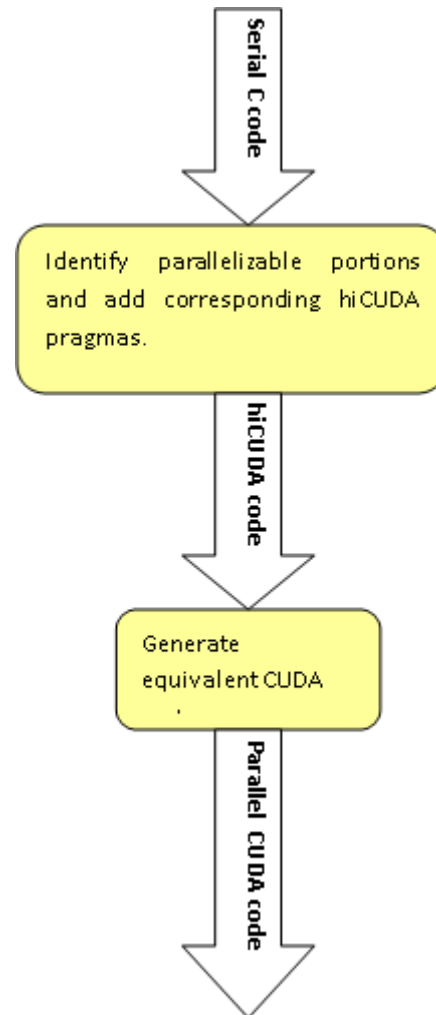 Serial C code
Identify parallelizable portions
and add corresponding hiCUDA
pragmas.
hiCUDA code
Generate
equivalent CUDA
Parallel CUDA code